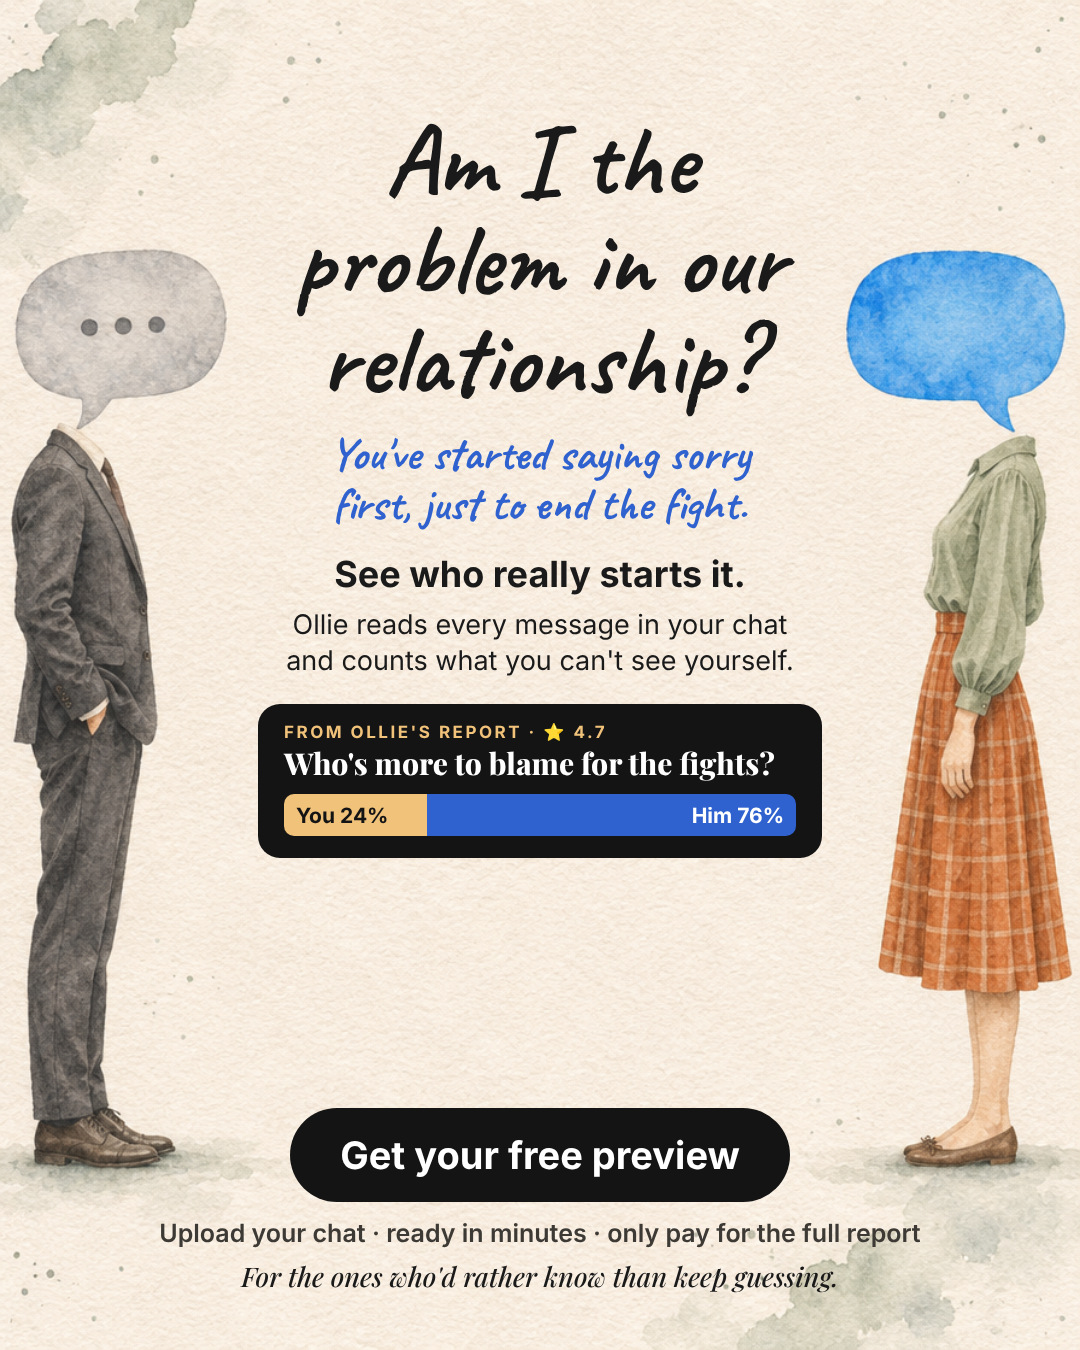 Am I the
problem in our
relationship?
You've started saying sorry
first, just to end the fight.
See who really starts it.
Ollie reads every message in your chat
and counts what you can't see yourself.
FROM OLLIE'S REPORT · ⭐ 4.7
Who's more to blame for the fights?
You 24% Him 76%
Get your free preview
Upload your chat · ready in minutes · only pay for the full report
For the ones who'd rather know than keep guessing.